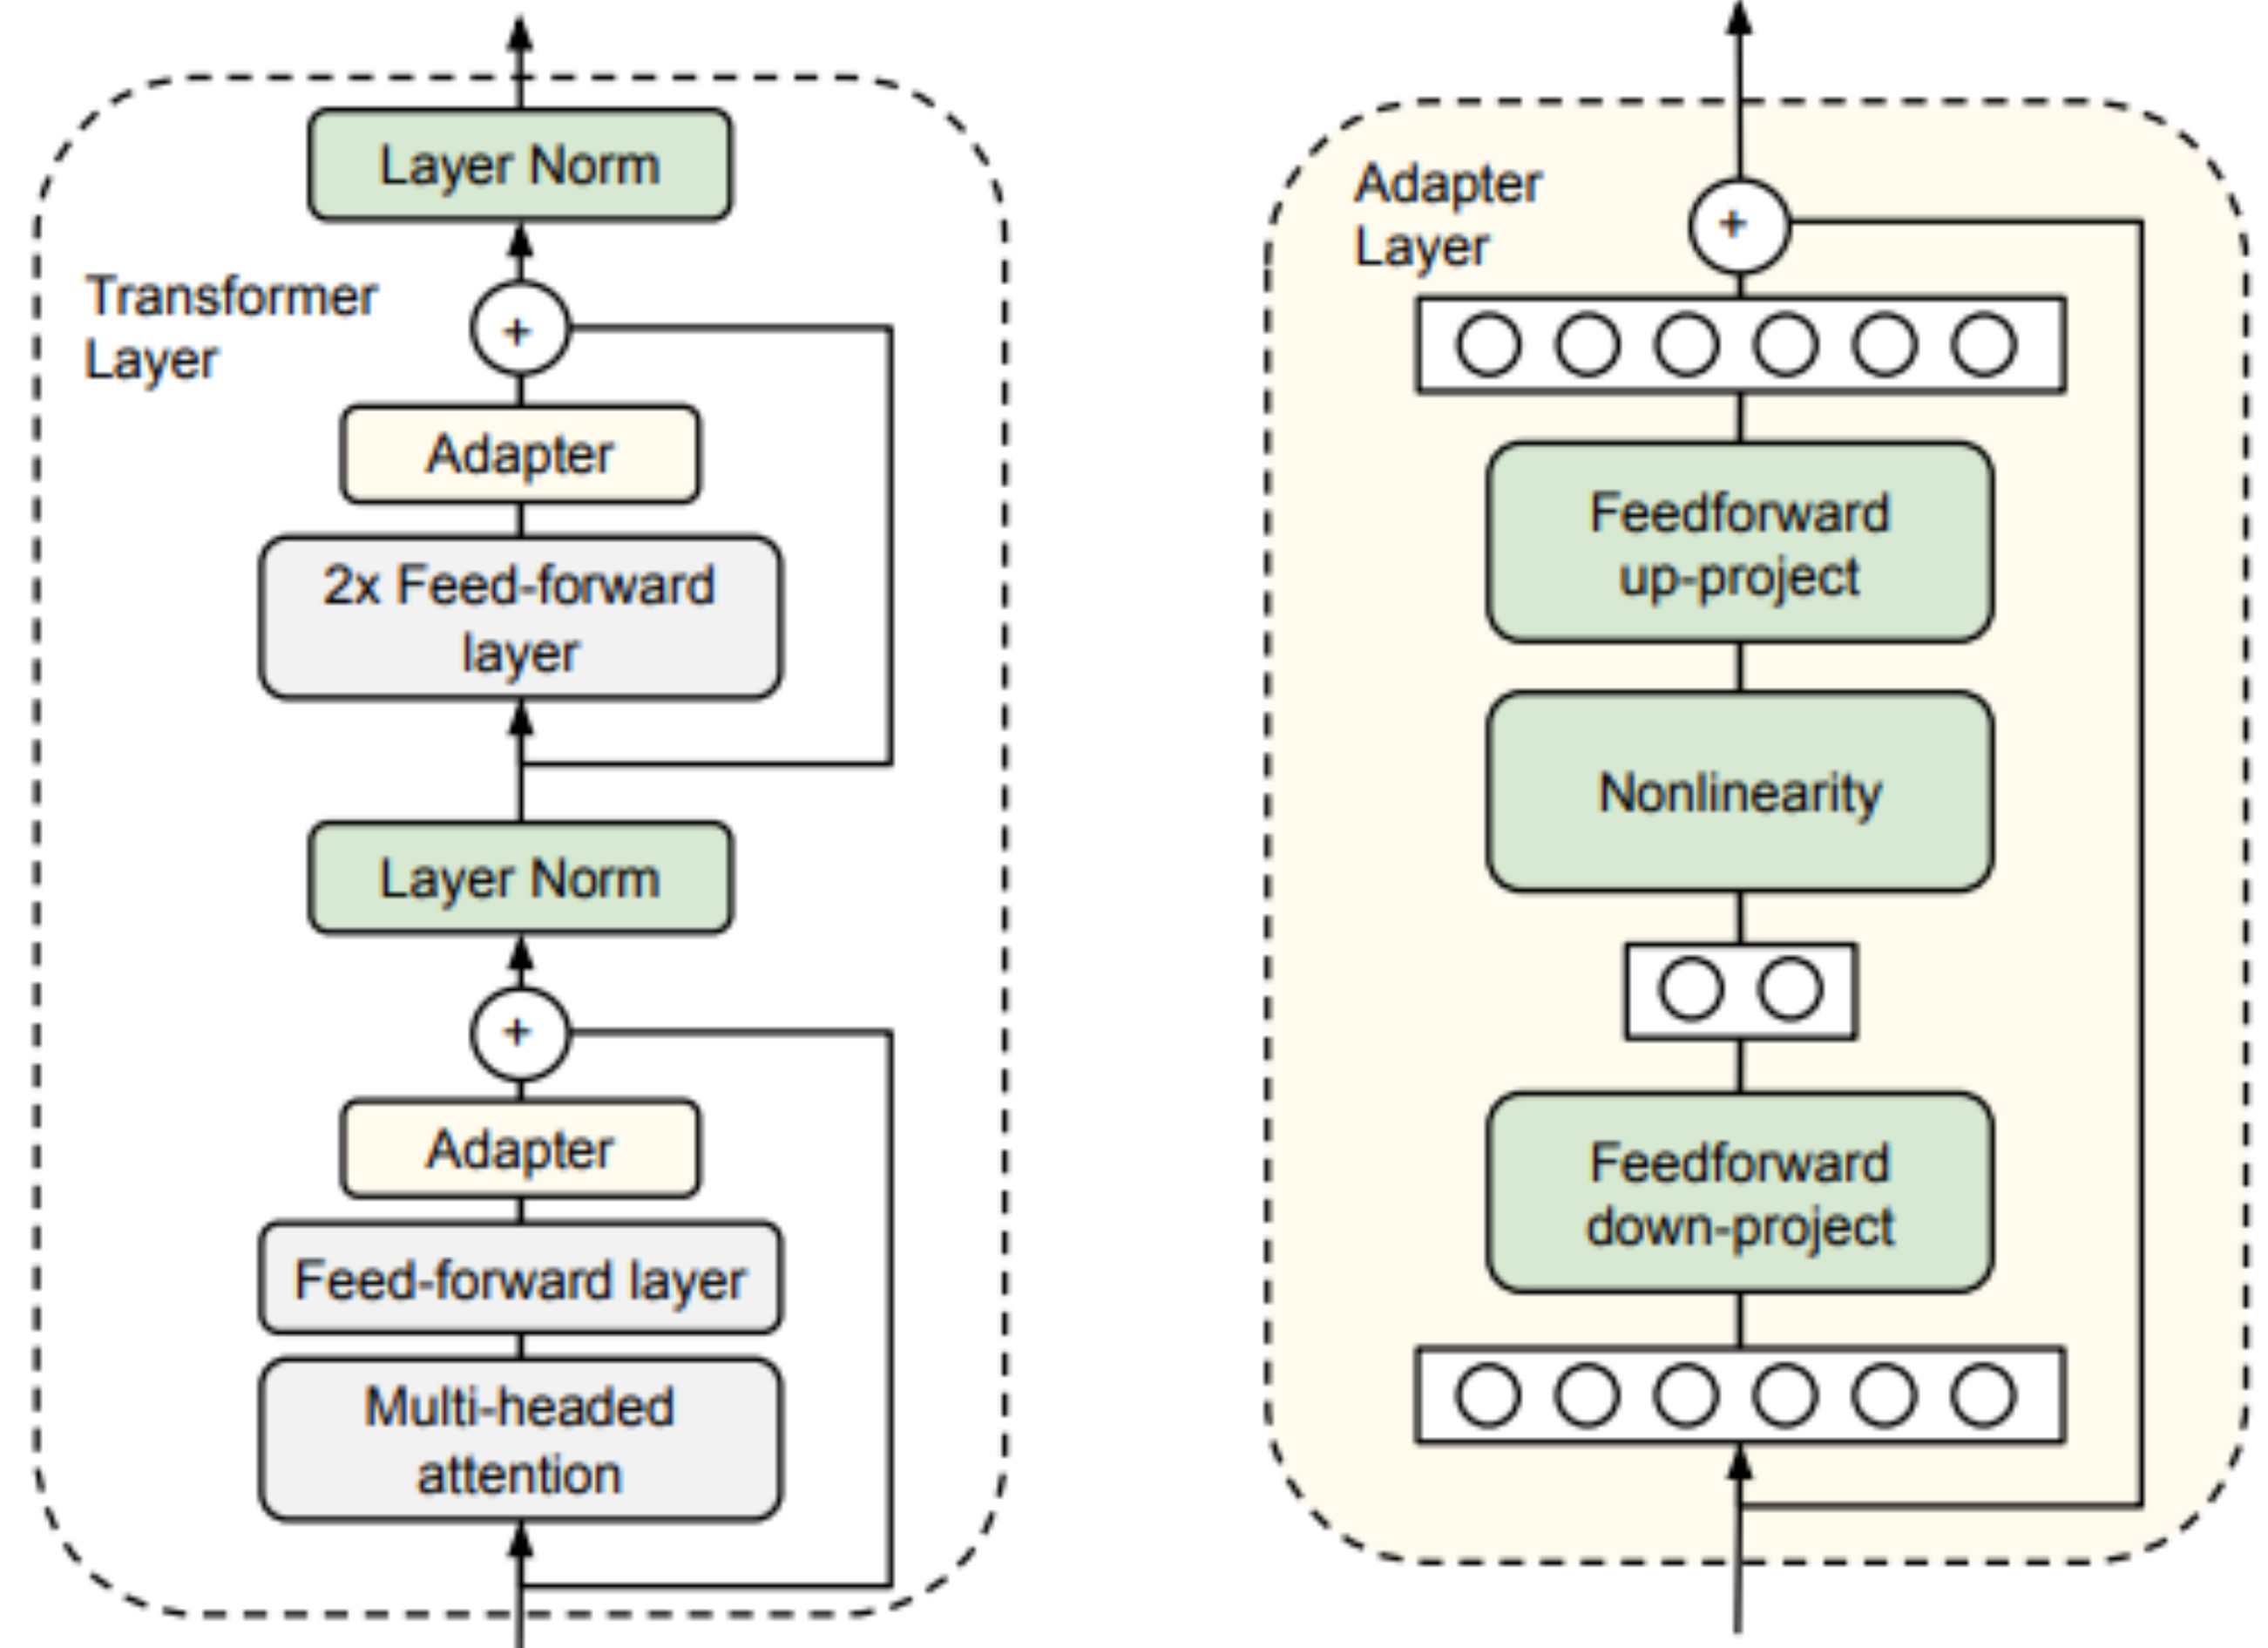 Layer Norm
Transformer
Layer
+
Adapter
2x Feed-forward
layer
Layer Norm
+
Adapter
Feed-forward layer
Multi-headed
attention
Adapter
Layer
+
Feedforward
up-project
Nonlinearity
Feedforward
down-project